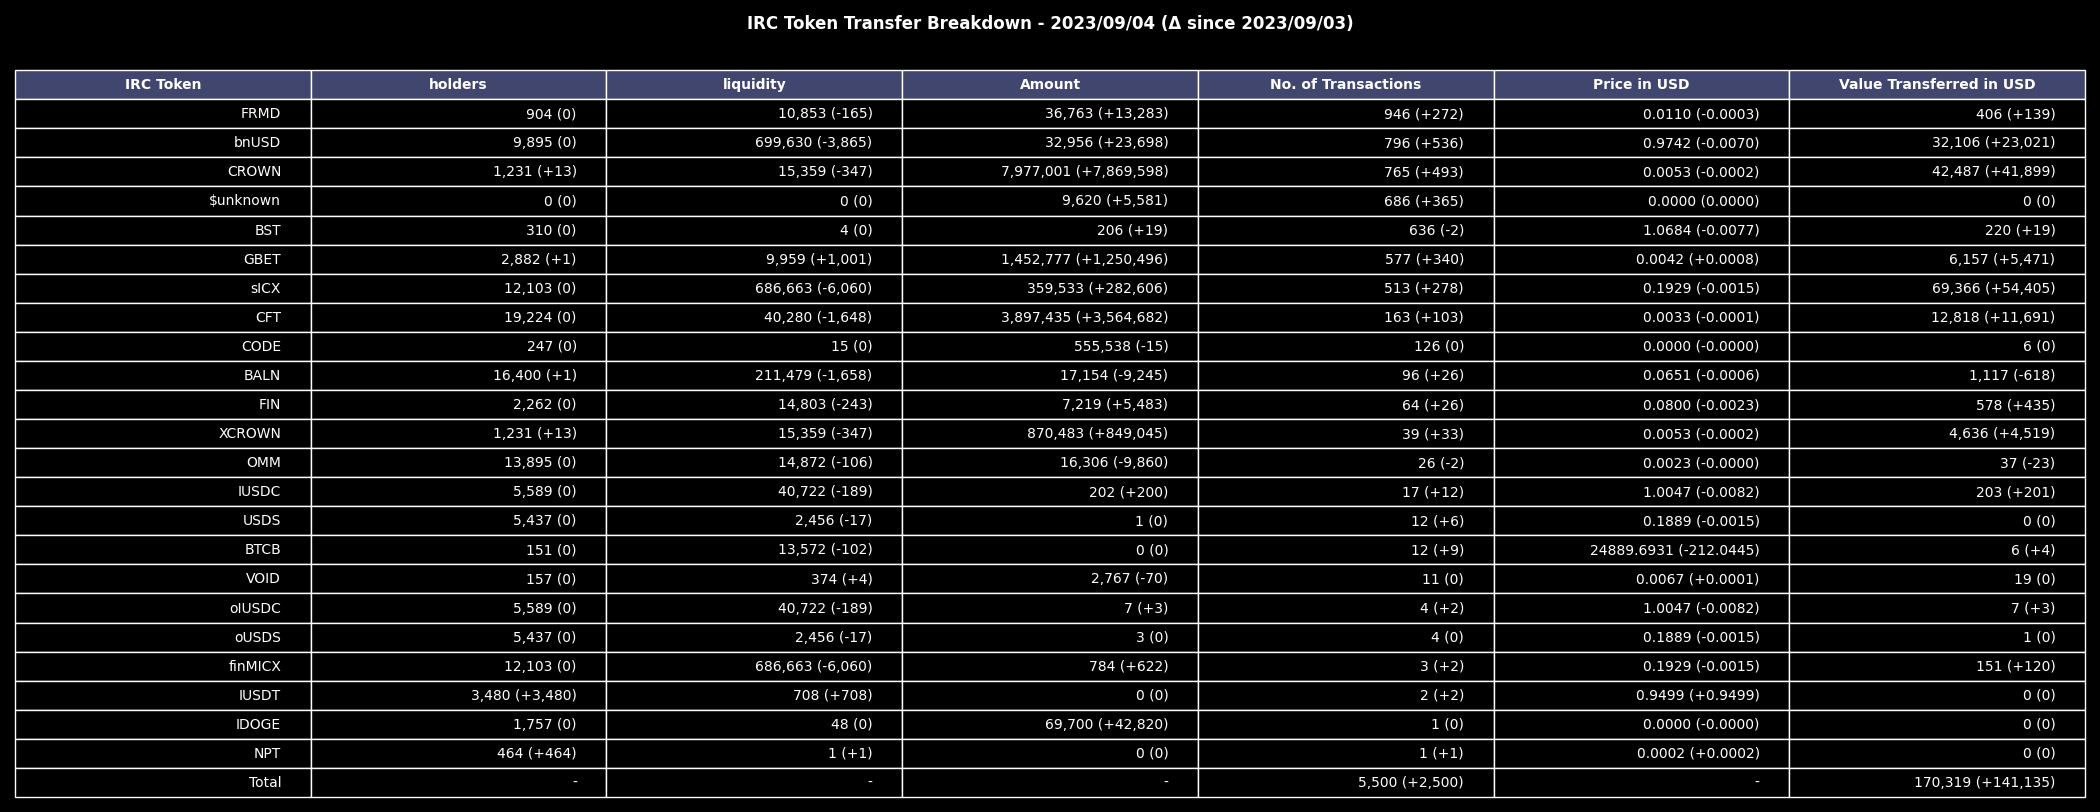 IRC Token Transfer Breakdown - 2023/09/04 (Δ since 2023/09/03)
IRC Token holders liquidity Amount No. of Transactions Price in USD Value Transferred in USD
FRMD 904 (0) 10,853 (-165) 36,763 (+13,283) 946 (+272) 0.0110 (-0.0003) 406 (+139)
bnUSD 9,895 (0) 699,630 (-3,865) 32,956 (+23,698) 796 (+536) 0.9742 (-0.0070) 32,106 (+23,021)
CROWN 1,231 (+13) 15,359 (-347) 7,977,001 (+7,869,598) 765 (+493) 0.0053 (-0.0002) 42,487 (+41,899)
$unknown 0 (0) 0 (0) 9,620 (+5,581) 686 (+365) 0.0000 (0.0000) 0 (0)
BST 310 (0) 4 (0) 206 (+19) 636 (-2) 1.0684 (-0.0077) 220 (+19)
GBET 2,882 (+1) 9,959 (+1,001) 1,452,777 (+1,250,496) 577 (+340) 0.0042 (+0.0008) 6,157 (+5,471)
sICX 12,103 (0) 686,663 (-6,060) 359,533 (+282,606) 513 (+278) 0.1929 (-0.0015) 69,366 (+54,405)
CFT 19,224 (0) 40,280 (-1,648) 3,897,435 (+3,564,682) 163 (+103) 0.0033 (-0.0001) 12,818 (+11,691)
CODE 247 (0) 15 (0) 555,538 (-15) 126 (0) 0.0000 (-0.0000) 6 (0)
BALN 16,400 (+1) 211,479 (-1,658) 17,154 (-9,245) 96 (+26) 0.0651 (-0.0006) 1,117 (-618)
FIN 2,262 (0) 14,803 (-243) 7,219 (+5,483) 64 (+26) 0.0800 (-0.0023) 578 (+435)
XCROWN 1,231 (+13) 15,359 (-347) 870,483 (+849,045) 39 (+33) 0.0053 (-0.0002) 4,636 (+4,519)
OMM 13,895 (0) 14,872 (-106) 16,306 (-9,860) 26 (-2) 0.0023 (-0.0000) 37 (-23)
IUSDC 5,589 (0) 40,722 (-189) 202 (+200) 17 (+12) 1.0047 (-0.0082) 203 (+201)
USDS 5,437 (0) 2,456 (-17) 1 (0) 12 (+6) 0.1889 (-0.0015) 0 (0)
BTCB 151 (0) 13,572 (-102) 0 (0) 12 (+9) 24889.6931 (-212.0445) 6 (+4)
VOID 157 (0) 374 (+4) 2,767 (-70) 11 (0) 0.0067 (+0.0001) 19 (0)
oIUSDC 5,589 (0) 40,722 (-189) 7 (+3) 4 (+2) 1.0047 (-0.0082) 7 (+3)
oUSDS 5,437 (0) 2,456 (-17) 3 (0) 4 (0) 0.1889 (-0.0015) 1 (0)
finMICX 12,103 (0) 686,663 (-6,060) 784 (+622) 3 (+2) 0.1929 (-0.0015) 151 (+120)
IUSDT 3,480 (+3,480) 708 (+708) 0 (0) 2 (+2) 0.9499 (+0.9499) 0 (0)
IDOGE 1,757 (0) 48 (0) 69,700 (+42,820) 1 (0) 0.0000 (-0.0000) 0 (0)
NPT 464 (+464) 1 (+1) 0 (0) 1 (+1) 0.0002 (+0.0002) 0 (0)
Total - - - 5,500 (+2,500) - 170,319 (+141,135)